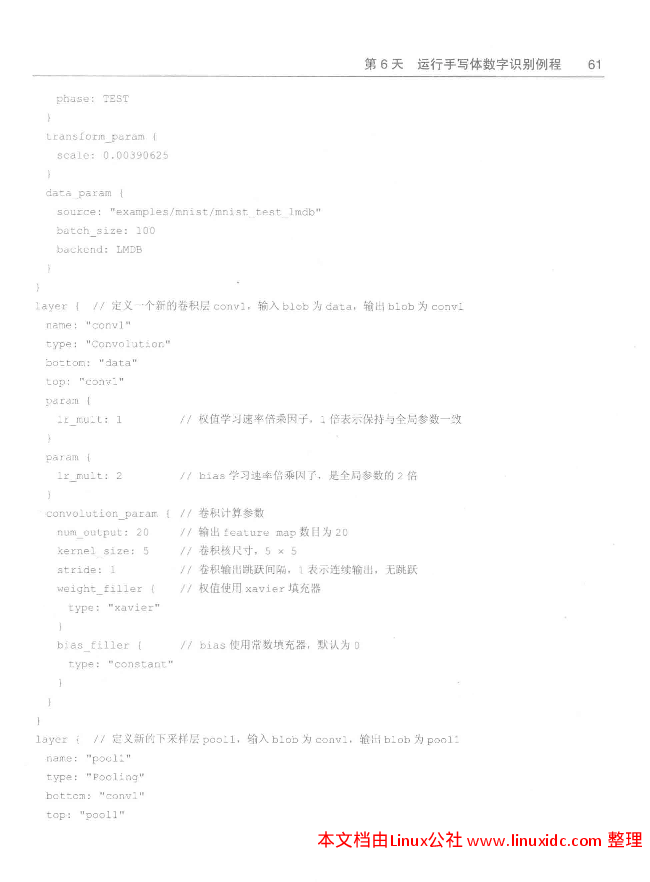 第 6 天　运行手写体数字识别例程　61
phase: TEST
}
transform_param {
scale: 0.00390625
}
data_param {
source: "examples/mnist/mnist_test_lmdb"
batch_size: 100
backend: LMDB
}
}
layer {  // 定义一个新的卷积层 conv1，输入 blob 为 data，输出 blob 为 conv1
name: "conv1"
type: "Convolution"
bottom: "data"
top: "conv1"
param {
lr_mult: 1  // 权值学习速率倍乘因子，1 倍表示保持与全局参数一致
}
param {
lr_mult: 2  // bias 学习速率倍乘因子，是全局参数的 2 倍
}
convolution_param {  // 卷积计算参数
num_output: 20  // 输出 feature map 数目为 20
kernel_size: 5  // 卷积核尺寸，5 × 5
stride: 1  // 卷积输出跳跃间隔，1 表示连续输出，无跳跃
weight_filler {  // 权值使用 xavier 填充器
type: "xavier"
}
bias_filler {  // bias 使用常数填充器，默认为 0
type: "constant"
}
}
}
layer {  // 定义新的下采样层 pool1，输入 blob 为 conv1，输出 blob 为 pool1
name: "pool1"
type: "Pooling"
bottom: "conv1"
top: "pool1"
本文档由Linux公社 www.linuxidc.com 整理